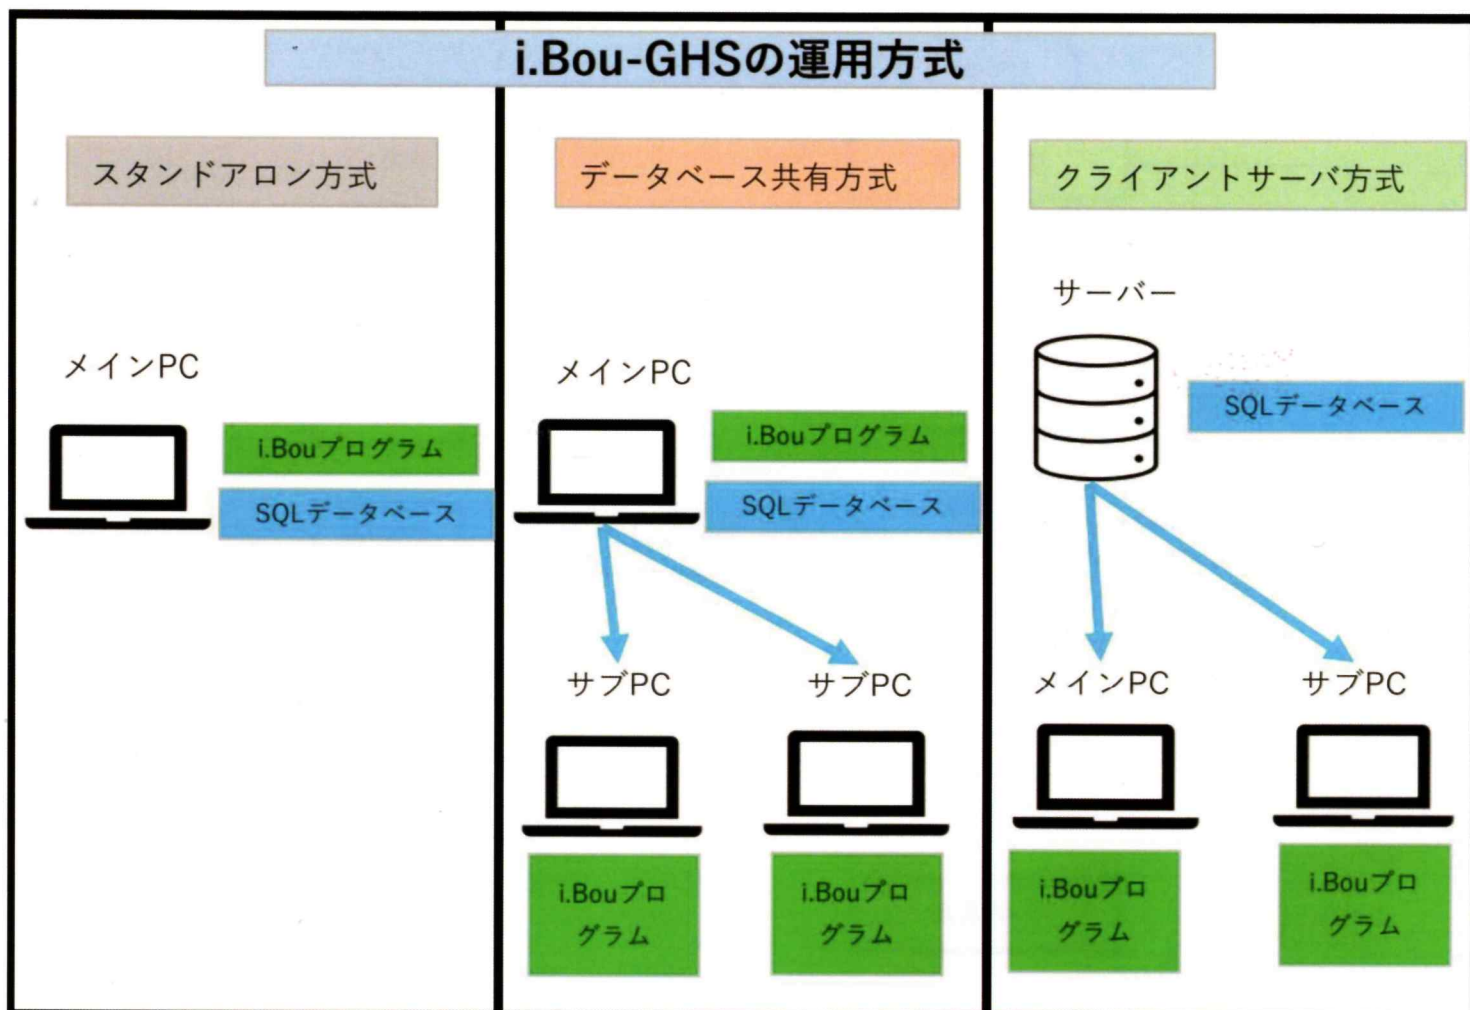 i.Bou-GHSの運用方式
スタンドアロン方式
メインPC
i.Bouプログラム
SQLデータベース
データベース共有方式
メインPC
i.Bouプログラム
SQLデータベース
サブPC
サブPC
i.Bouプロ
グラム
i.Bouプロ
グラム
クライアントサーバ方式
サーバー
SQLデータベース
メインPC
サブPC
i.Bouプロ
グラム
i.Bouプロ
グラム